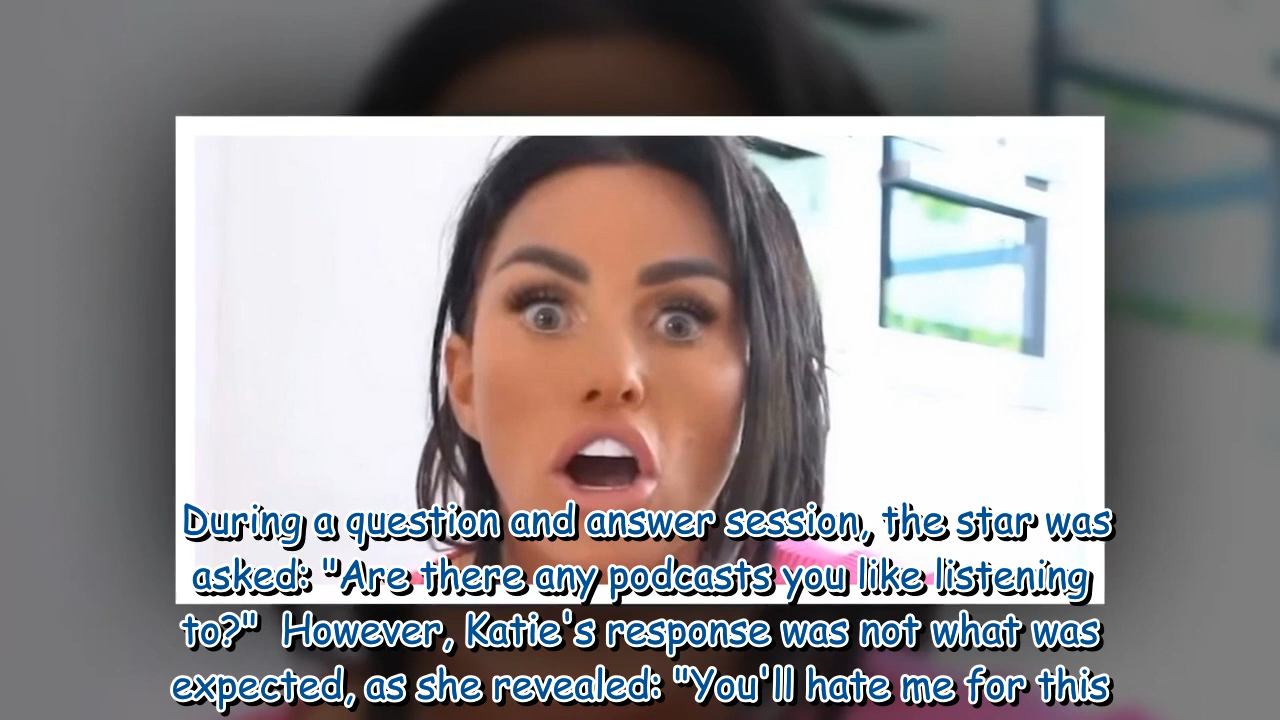 During a question and answer session, the star was
asked: "Are there any podcasts you like listening
to?"  However, Katie's response was not what was
expected, as she revealed: "You'll hate me for this